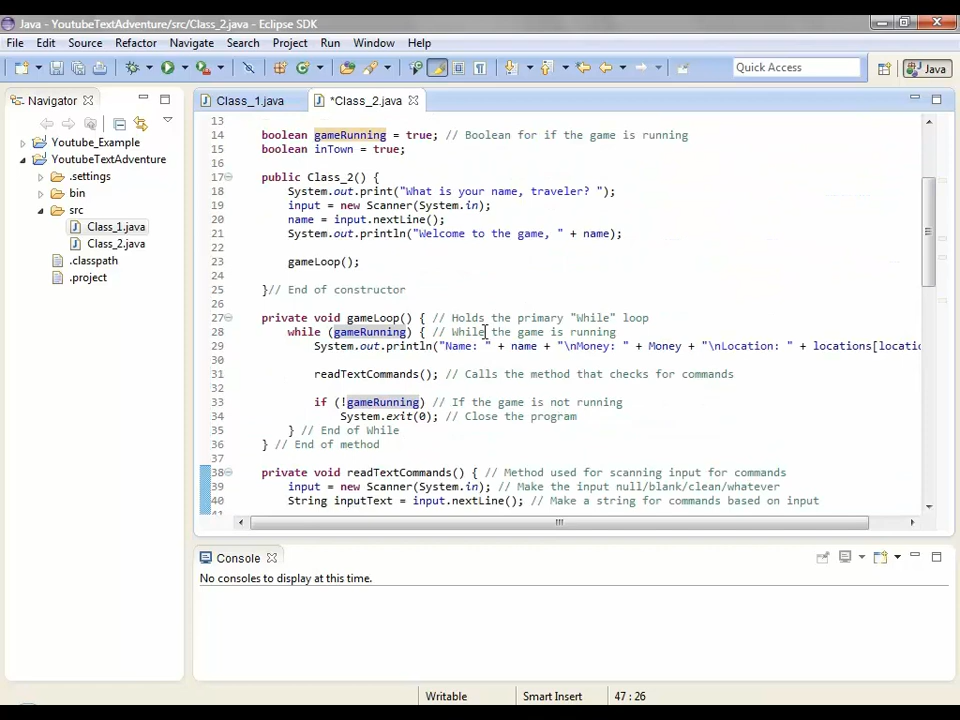 Java - YoutubeTextAdventure/src/Class_2.java - Eclipse SDK
File Edit Source Refactor Navigate Search Project Run Window Help
Quick Access
Java
Navigator
Youtube_Example
YoutubeTextAdventure
.settings
bin
src
Class_1.java
Class_2.java
.classpath
.project
Class_1.java *Class_2.java
13
14 boolean gameRunning = true; // Boolean for if the game is running
15 boolean inTown = true;
16
17 public Class_2() {
18 System.out.print("What is your name, traveler? ");
19 input = new Scanner(System.in);
20 name = input.nextLine();
21 System.out.println("Welcome to the game, " + name);
22
23 gameLoop();
24
25 }// End of constructor
26
27 private void gameLoop() { // Holds the primary "While" loop
28 while (gameRunning) { // While the game is running
29 System.out.println("Name: " + name + "\nMoney: " + Money + "\nLocation: " + locations[locatio
30
31 readTextCommands(); // Calls the method that checks for commands
32
33 if (!gameRunning) // If the game is not running
34 System.exit(0); // Close the program
35 } // End of While
36 } // End of method
37
38 private void readTextCommands() { // Method used for scanning input for commands
39 input = new Scanner(System.in); // Make the input null/blank/clean/whatever
40 String inputText = input.nextLine(); // Make a string for commands based on input
Console
No consoles to display at this time.
Writable Smart Insert 47 : 26